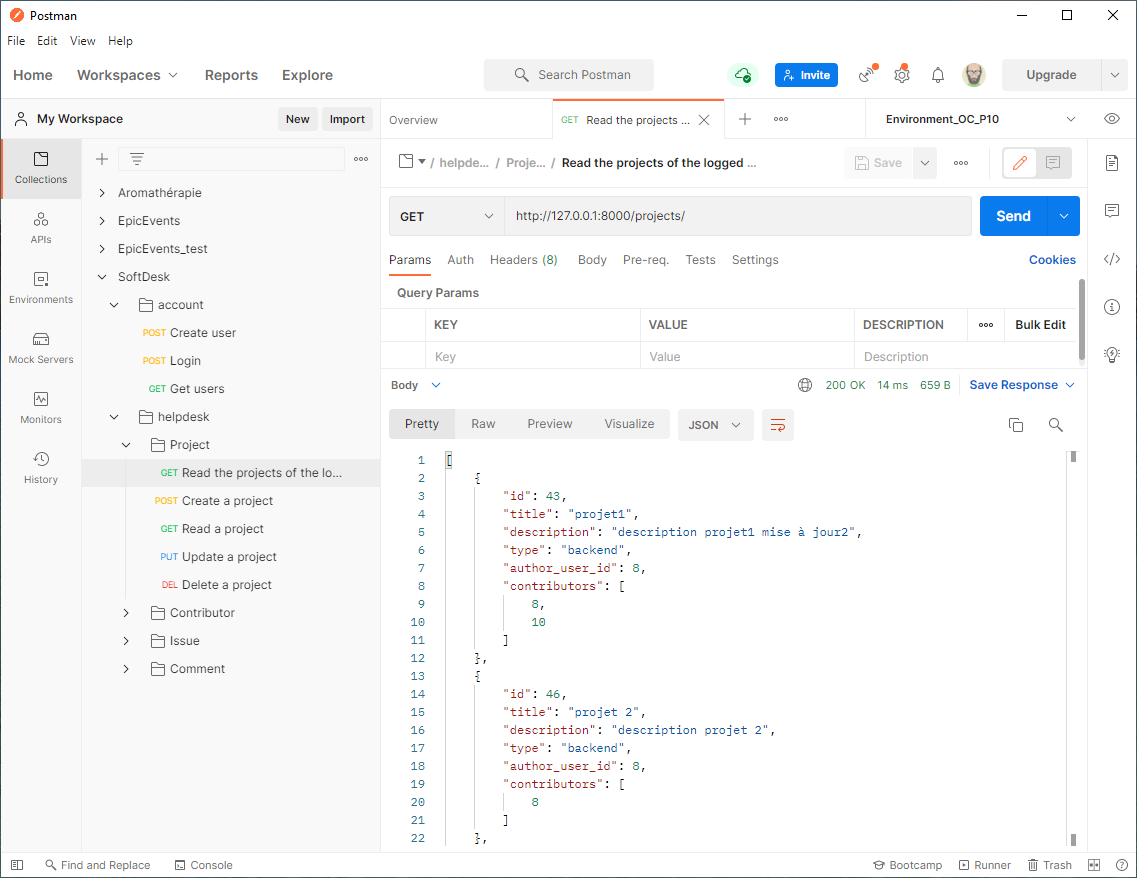 Postman
File Edit View Help
Home Workspaces Reports Explore Search Postman Invite Upgrade
My Workspace New Import
Overview GET Read the projects ... Environment_OC_P10
Collections
APIs
Environments
Mock Servers
Monitors
History
Aromathérapie
EpicEvents
EpicEvents_test
SoftDesk
account
POST Create user
POST Login
GET Get users
helpdesk
Project
GET Read the projects of the lo...
POST Create a project
GET Read a project
PUT Update a project
DEL Delete a project
Contributor
Issue
Comment
/ helpde... / Proje... / Read the projects of the logged ... Save
GET http://127.0.0.1:8000/projects/ Send
Params Auth Headers (8) Body Pre-req. Tests Settings Cookies
Query Params
KEY VALUE DESCRIPTION Bulk Edit
Key Value Description
Body 200 OK 14 ms 659 B Save Response
Pretty Raw Preview Visualize JSON
1 [
2 {
3 "id": 43,
4 "title": "projet1",
5 "description": "description projet1 mise à jour2",
6 "type": "backend",
7 "author_user_id": 8,
8 "contributors": [
9 8,
10 10
11 ]
12 },
13 {
14 "id": 46,
15 "title": "projet 2",
16 "description": "description projet 2",
17 "type": "backend",
18 "author_user_id": 8,
19 "contributors": [
20 8
21 ]
22 },
Find and Replace Console Bootcamp Runner Trash